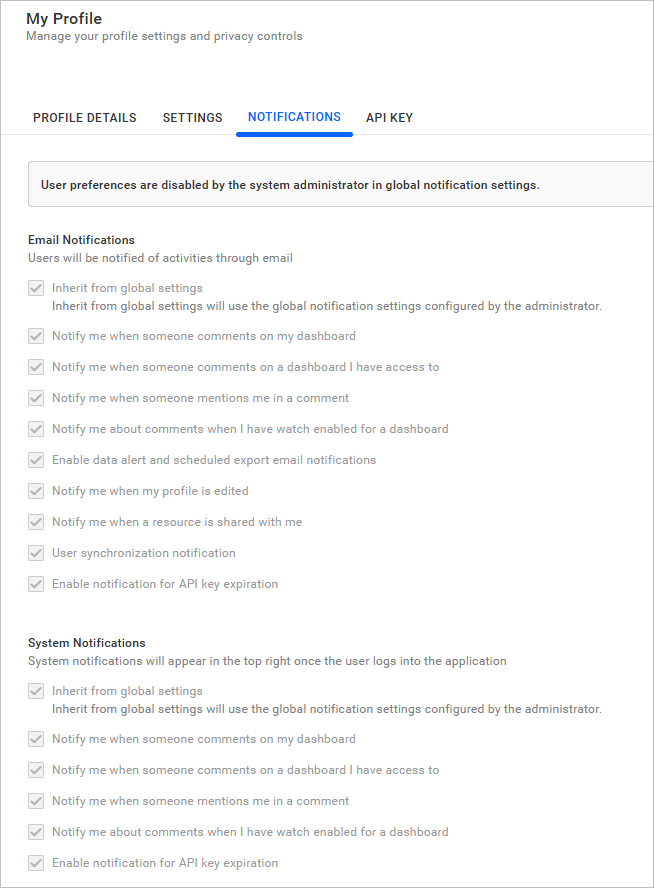 My Profile
Manage your profile settings and privacy controls
PROFILE DETAILS SETTINGS NOTIFICATIONS API KEY
User preferences are disabled by the system administrator in global notification settings.
Email Notifications
Users will be notified of activities through email
Inherit from global settings
Inherit from global settings will use the global notification settings configured by the administrator.
Notify me when someone comments on my dashboard
Notify me when someone comments on a dashboard I have access to
Notify me when someone mentions me in a comment
Notify me about comments when I have watch enabled for a dashboard
Enable data alert and scheduled export email notifications
Notify me when my profile is edited
Notify me when a resource is shared with me
User synchronization notification
Enable notification for API key expiration
System Notifications
System notifications will appear in the top right once the user logs into the application
Inherit from global settings
Inherit from global settings will use the global notification settings configured by the administrator.
Notify me when someone comments on my dashboard
Notify me when someone comments on a dashboard I have access to
Notify me when someone mentions me in a comment
Notify me about comments when I have watch enabled for a dashboard
Enable notification for API key expiration